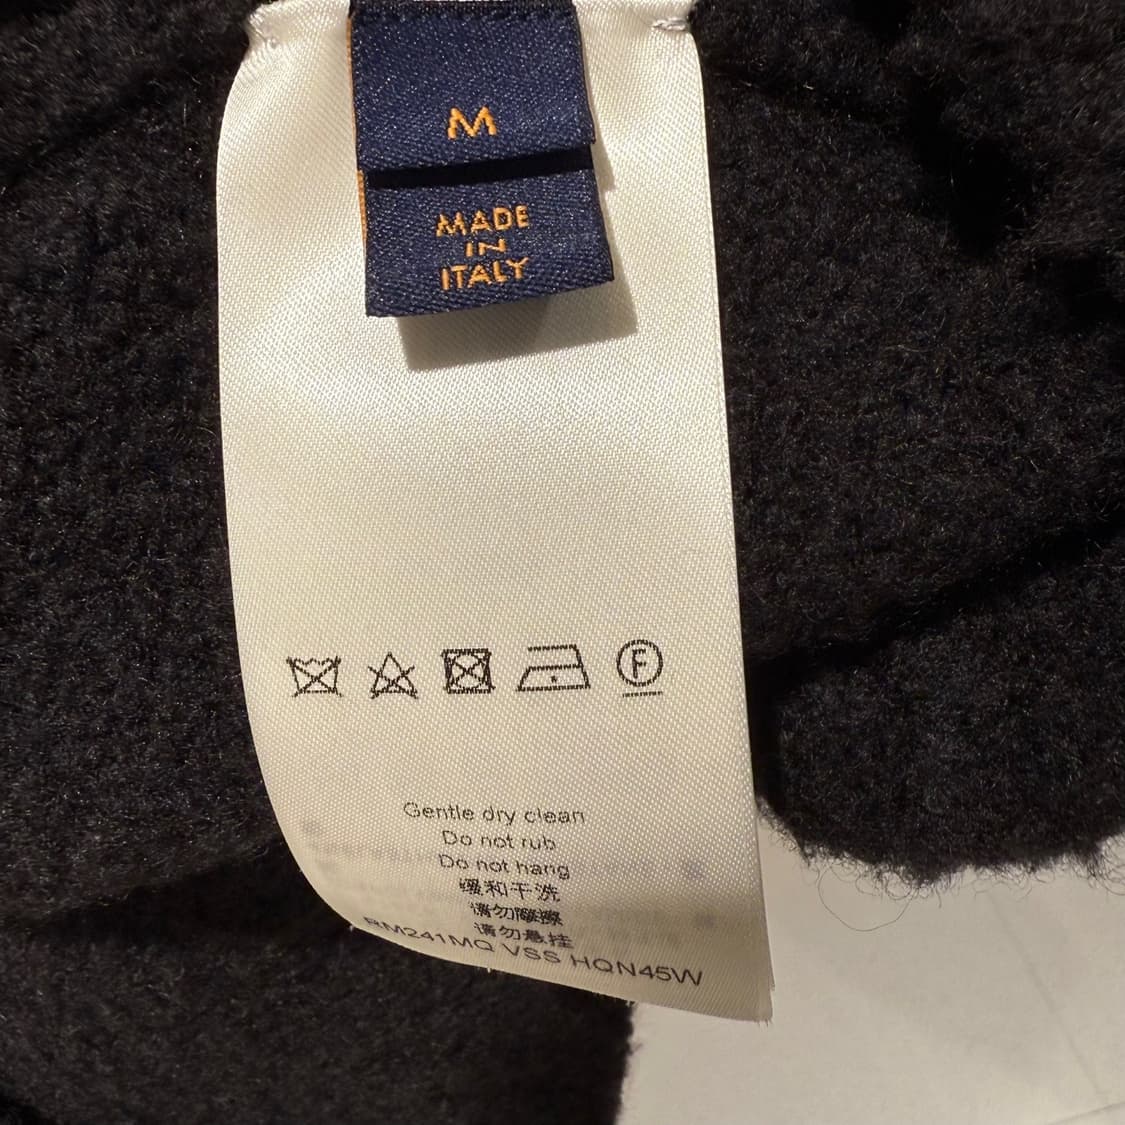 M
MADE
IN
ITALY
F
Gentle dry clean
Do not rub
Do not hang
缓和干洗
请勿摩擦
请勿悬挂
RM241MQ VSS HQN45W